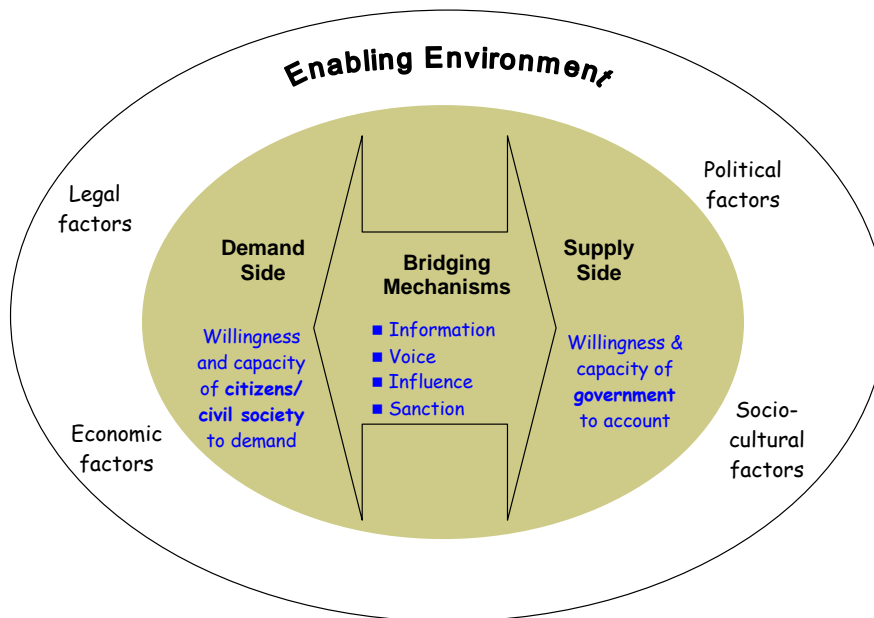 Enabling Environment
Legal
factors
Political
factors
Demand
Side
Willingness
and capacity
of citizens/
civil society
to demand
Bridging
Mechanisms
■ Information
■ Voice
■ Influence
■ Sanction
Supply
Side
Willingness &
capacity of
government
to account
Economic
factors
Socio-
cultural
factors